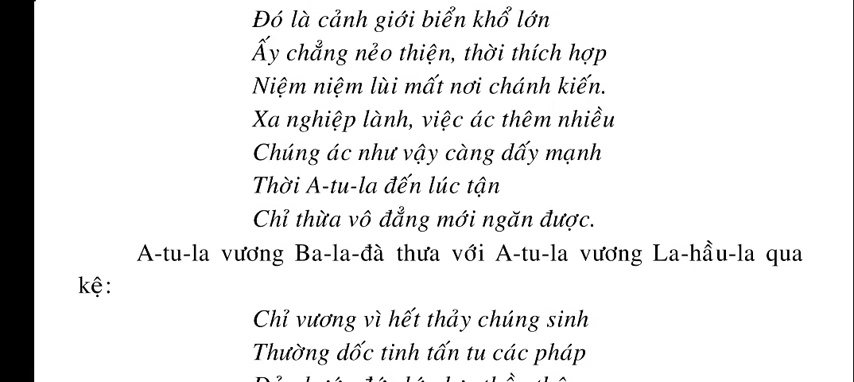 Đó là cảnh giới biển khổ lớn
Ấy chẳng nẻo thiện, thời thích hợp
Niệm niệm lùi mất nơi chánh kiến.
Xa nghiệp lành, việc ác thêm nhiều
Chúng ác như vậy càng dấy mạnh
Thời A-tu-la đến lúc tận
Chỉ thừa vô đẳng mới ngăn được.
A-tu-la vương Ba-la-đà thưa với A-tu-la vương La-hầu-la qua
kệ:
Chỉ vương vì hết thảy chúng sinh
Thường dốc tinh tấn tu các pháp